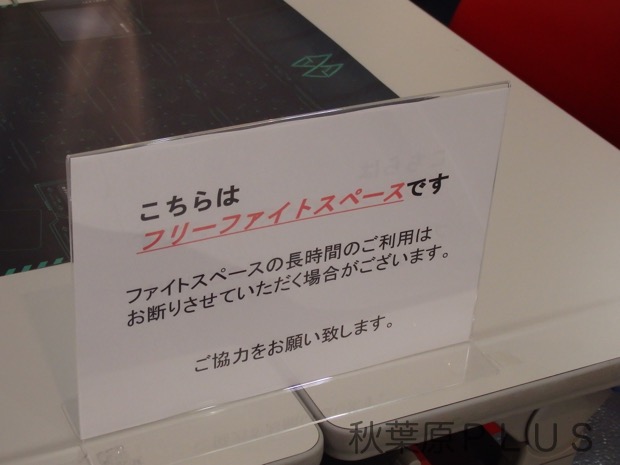 こちらは
フリーファイトスペースです
ファイトスペースの長時間のご利用は
お断りさせていただく場合がございます。
ご協力をお願い致します。
秋葉原PLUS